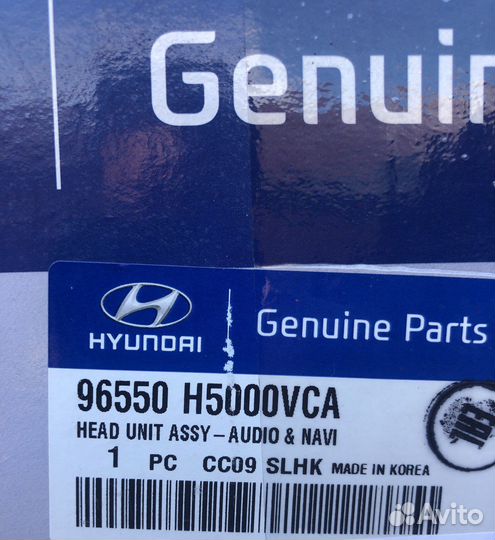 Genuin
HYUNDAI
Genuine Parts
96550 H5000VCA
HEAD UNIT ASSY-AUDIO & NAVI
1 PC CC09 SLHK MADE IN KOREA
EAC
Avito